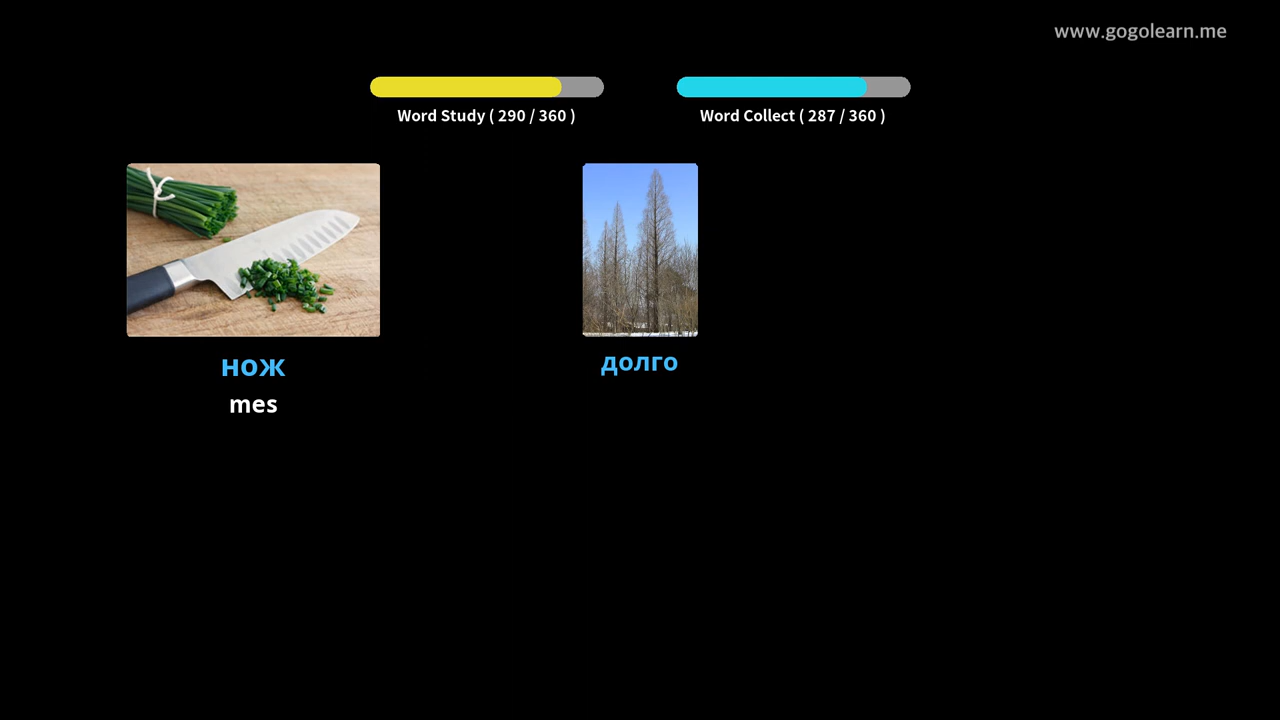 www.gogolearn.me
Word Study ( 290 / 360 )
Word Collect ( 287 / 360 )
нож
mes
долго